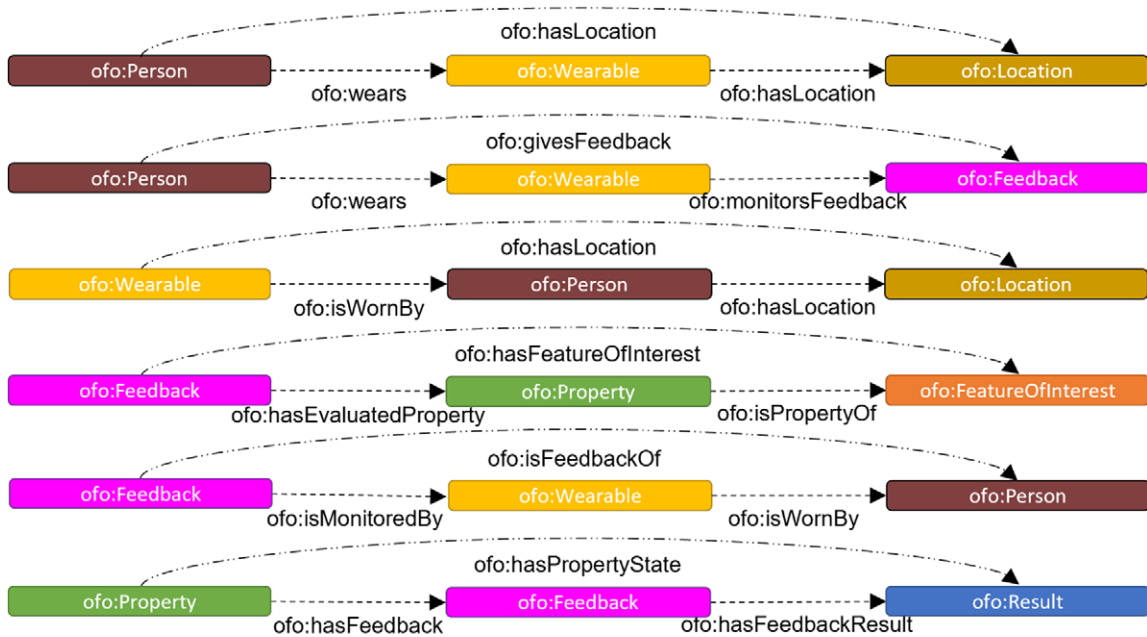 ofo:hasLocation
ofo:Person ofo:Wearable ofo:Location
ofo:wears ofo:hasLocation
ofo:givesFeedback
ofo:Person ofo:Wearable ofo:Feedback
ofo:wears ofo:monitorsFeedback
ofo:hasLocation
ofo:Wearable ofo:Person ofo:Location
ofo:isWornBy ofo:hasLocation
ofo:hasFeatureOfInterest
ofo:Feedback ofo:Property ofo:FeatureOfInterest
ofo:hasEvaluatedProperty ofo:isPropertyOf
ofo:isFeedbackOf
ofo:Feedback ofo:Wearable ofo:Person
ofo:isMonitoredBy ofo:isWornBy
ofo:hasPropertyState
ofo:Property ofo:Feedback ofo:Result
ofo:hasFeedback ofo:hasFeedbackResult